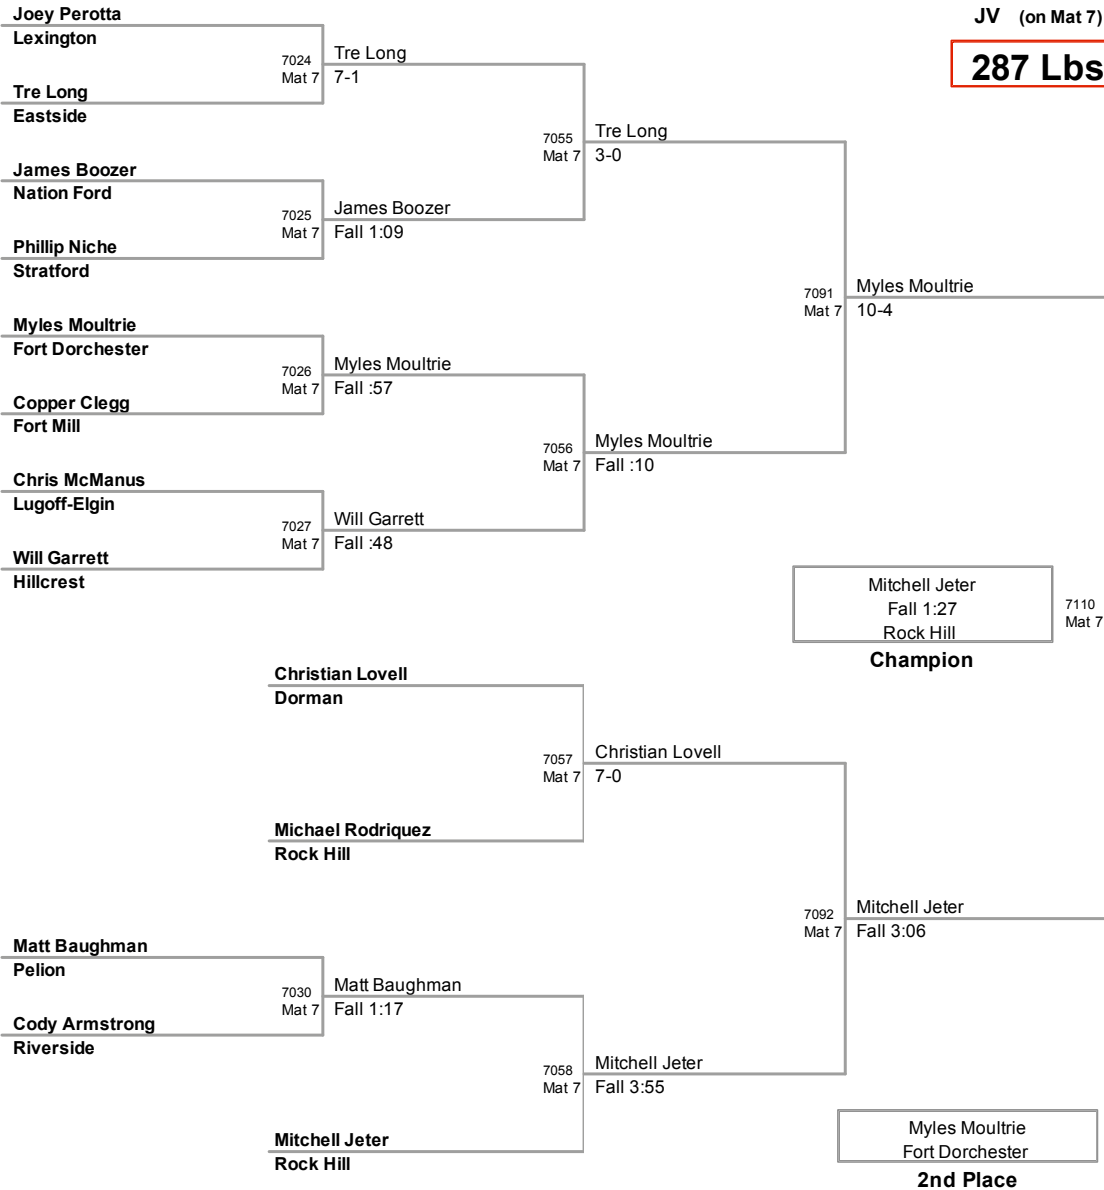 JV (on Mat 7)
287 Lbs
Joey Perotta
Lexington
7024
Mat 7
Tre Long
7-1
Tre Long
Eastside
7055
Mat 7
Tre Long
3-0
James Boozer
Nation Ford
7025
Mat 7
James Boozer
Fall 1:09
Phillip Niche
Stratford
7091
Mat 7
Myles Moultrie
10-4
Myles Moultrie
Fort Dorchester
7026
Mat 7
Myles Moultrie
Fall :57
Copper Clegg
Fort Mill
7056
Mat 7
Myles Moultrie
Fall :10
Chris McManus
Lugoff-Elgin
7027
Mat 7
Will Garrett
Fall :48
Will Garrett
Hillcrest
Mitchell Jeter
Fall 1:27
Rock Hill
7110
Mat 7
Champion
Christian Lovell
Dorman
7057
Mat 7
Christian Lovell
7-0
Michael Rodriquez
Rock Hill
7092
Mat 7
Mitchell Jeter
Fall 3:06
Matt Baughman
Pelion
7030
Mat 7
Matt Baughman
Fall 1:17
Cody Armstrong
Riverside
7058
Mat 7
Mitchell Jeter
Fall 3:55
Mitchell Jeter
Rock Hill
Myles Moultrie
Fort Dorchester
2nd Place